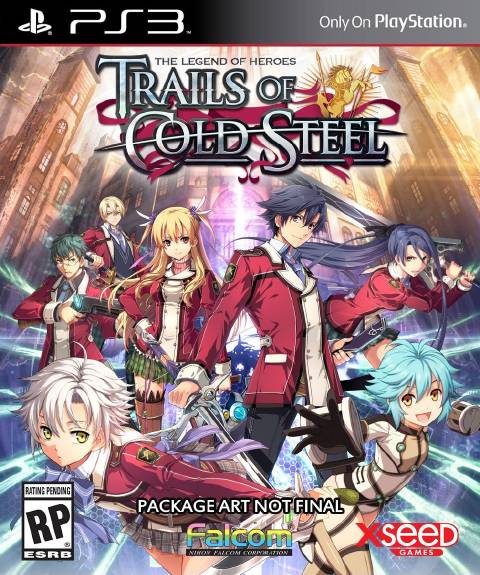 PS3
Only On PlayStation®
THE LEGEND OF HEROES
TRAILS OF
COLD STEEL
RATING PENDING
RP
ESRB
PACKAGE ART NOT FINAL
Falcom
NIHON FALCOM CORPORATION
XSEED
GAMES